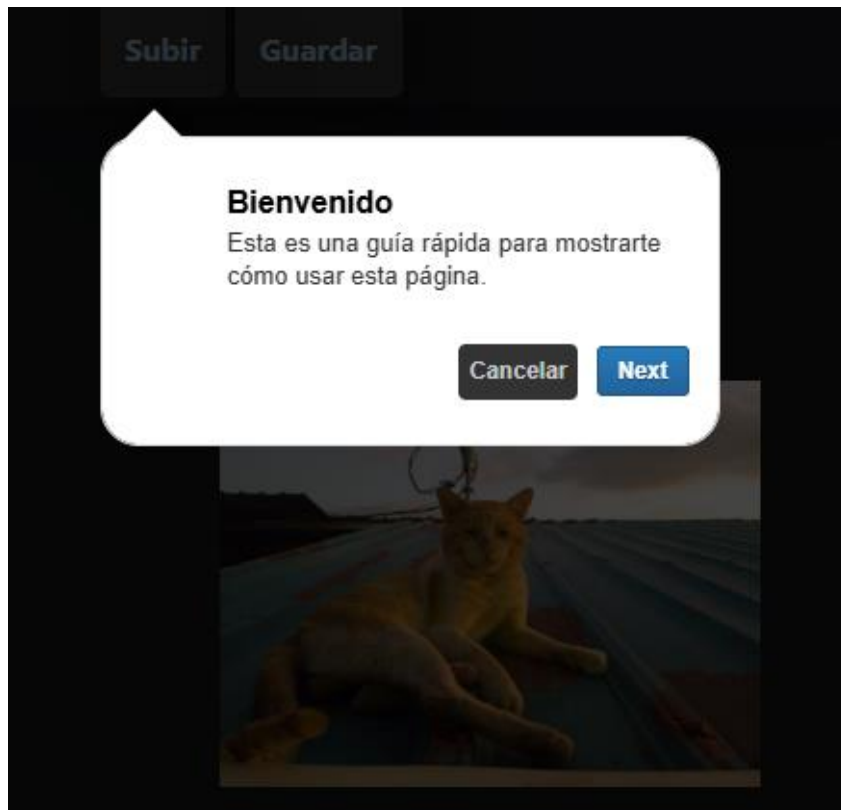 Subir Guardar
Bienvenido
Esta es una guía rápida para mostrarte
cómo usar esta página.
Cancelar Next